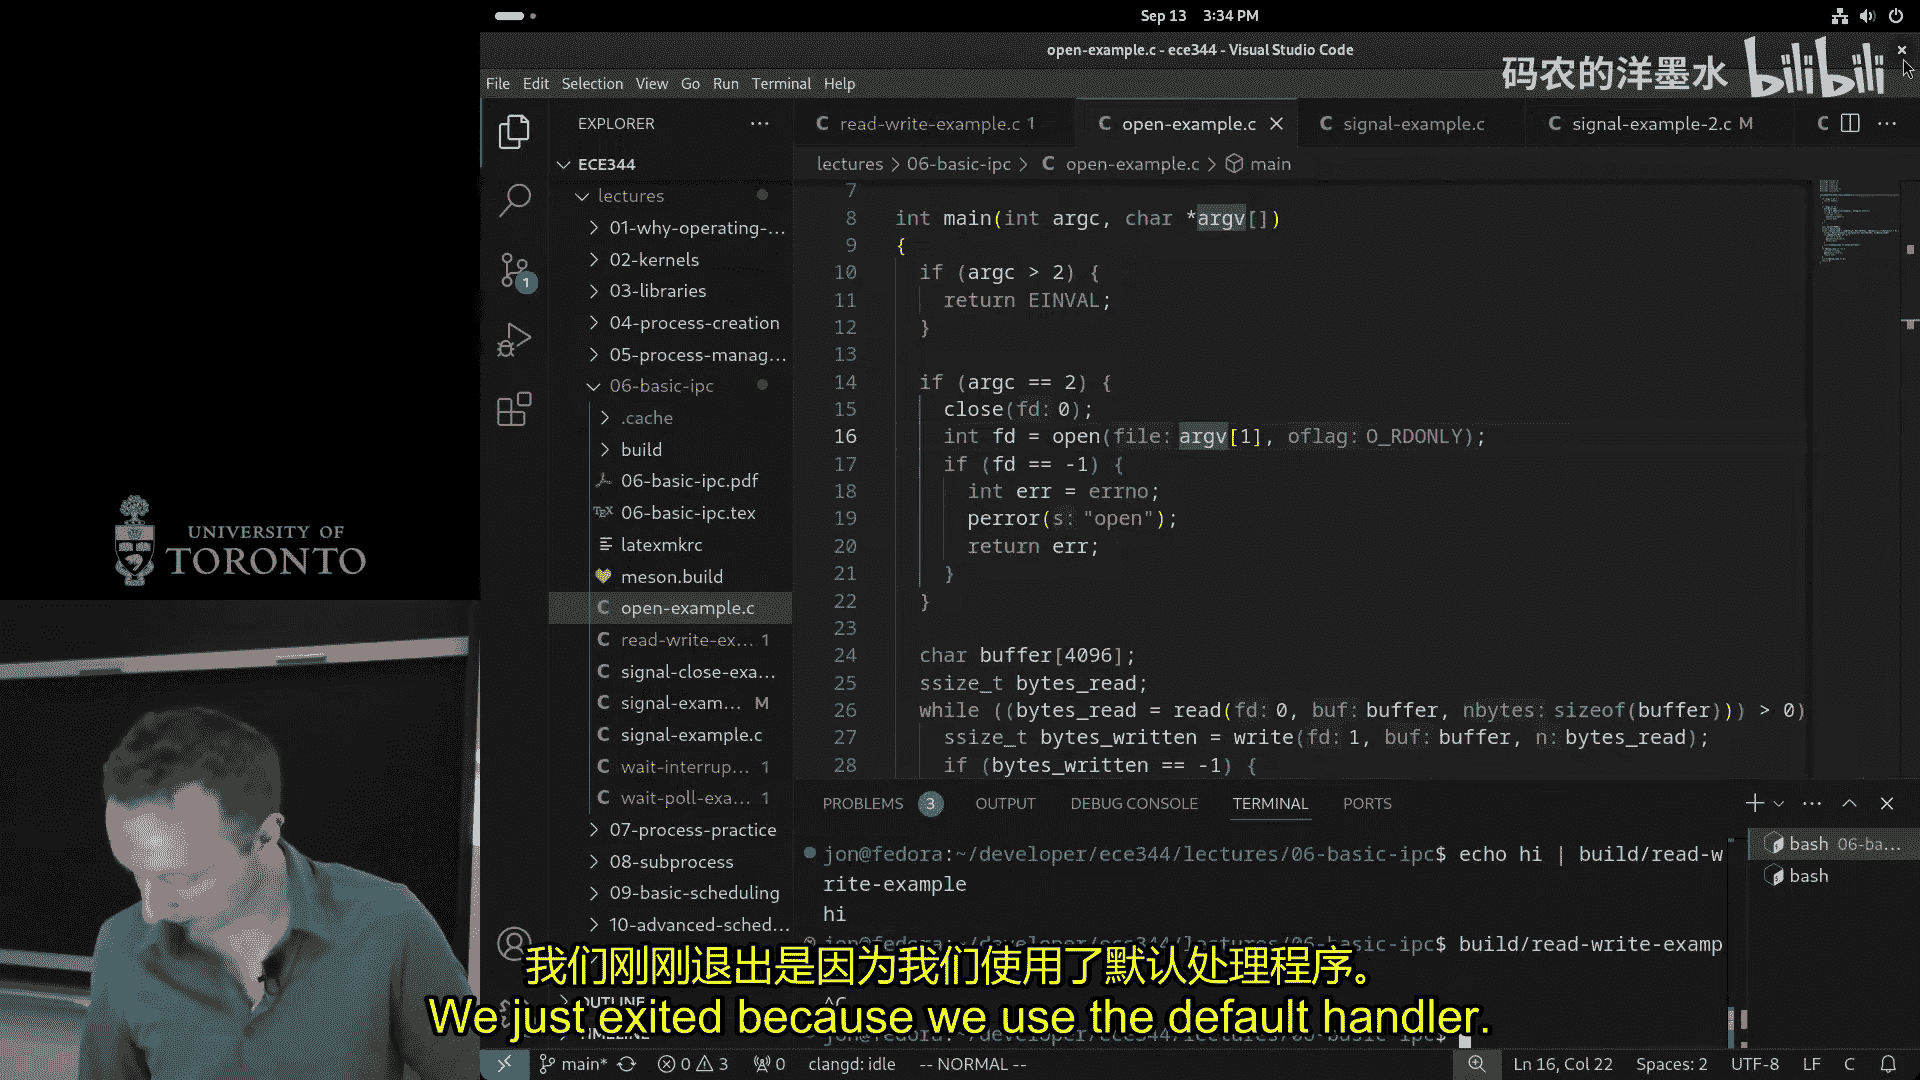 Sep 13 3:34 PM
open-example.c - ece344 - Visual Studio Code
码农的洋墨水 bilibili
File Edit Selection View Go Run Terminal Help
EXPLORER
read-write-example.c 1
open-example.c
signal-example.c
signal-example-2.c M
ECE344
lectures > 06-basic-ipc > C open-example.c > main
lectures
01-why-operating-...
02-kernels
03-libraries
04-process-creation
05-process-manag...
06-basic-ipc
.cache
build
06-basic-ipc.pdf
06-basic-ipc.tex
latexmkrc
meson.build
open-example.c
read-write-ex... 1
signal-close-exa...
signal-exam... M
signal-example.c
wait-interrup... 1
wait-poll-exa... 1
07-process-practice
08-subprocess
09-basic-scheduling
10-advanced-sched...
OUTLINE
TIMELINE
7
8 int main(int argc, char *argv[])
9 {
10 if (argc > 2) {
11 return EINVAL;
12 }
13
14 if (argc == 2) {
15 close(fd: 0);
16 int fd = open(file: argv[1], oflag: O_RDONLY);
17 if (fd == -1) {
18 int err = errno;
19 perror(s: "open");
20 return err;
21 }
22 }
23
24 char buffer[4096];
25 ssize_t bytes_read;
26 while ((bytes_read = read(fd: 0, buf: buffer, nbytes: sizeof(buffer))) > 0)
27 ssize_t bytes_written = write(fd: 1, buf: buffer, n: bytes_read);
28 if (bytes_written == -1) {
PROBLEMS 3 OUTPUT DEBUG CONSOLE TERMINAL PORTS
jon@fedora:~/developer/ece344/lectures/06-basic-ipc$ echo hi | build/read-w
rite-example
hi
jon@fedora:~/developer/ece344/lectures/06-basic-ipc$ build/read-write-examp
^C
bash 06-ba...
bash
UNIVERSITY OF
TORONTO
我们刚刚退出是因为我们使用了默认处理程序。
We just exited because we use the default handler.
main* 0 3 0 clangd: idle -- NORMAL -- Ln 16, Col 22 Spaces: 2 UTF-8 LF C